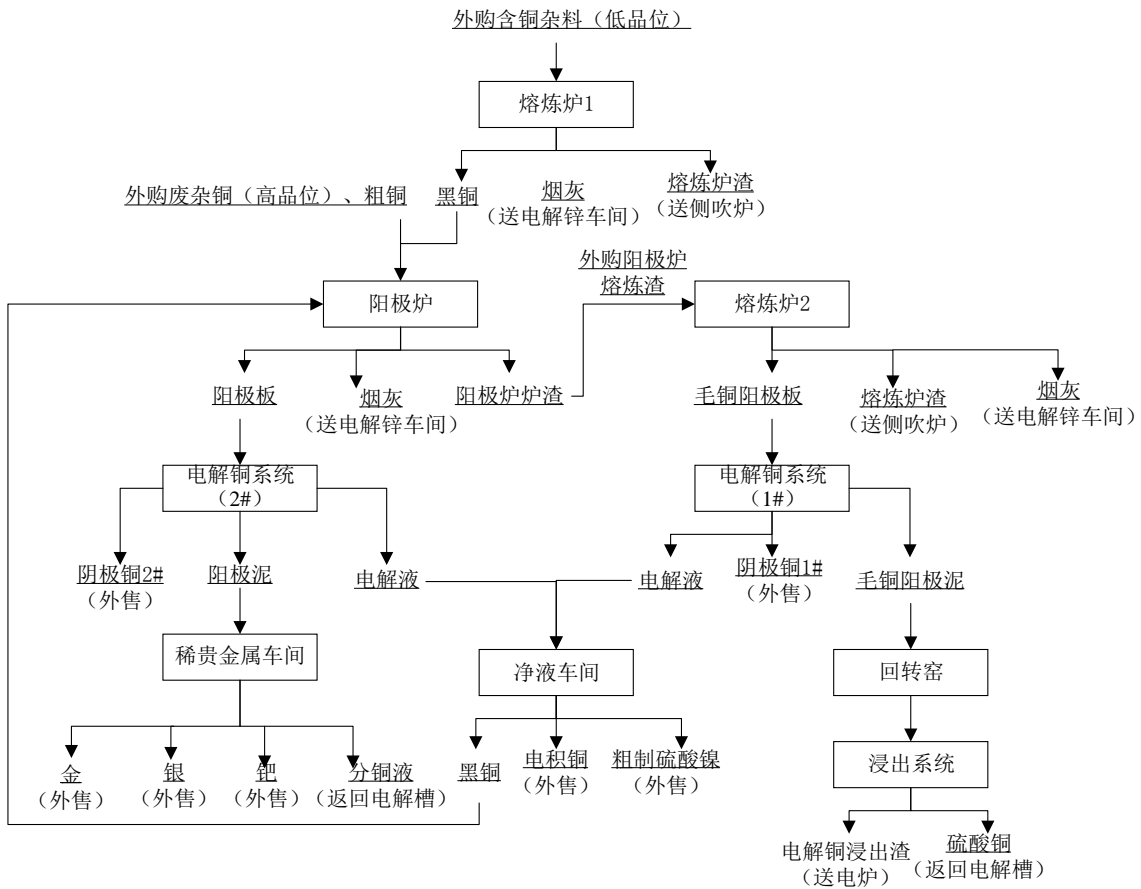 外购含铜杂料（低品位）
熔炼炉1
外购废杂铜（高品位）、粗铜
黑铜
烟灰
（送电解锌车间）
熔炼炉渣
（送侧吹炉）
外购阳极炉
熔炼渣
阳极炉
熔炼炉2
阳极板
烟灰
（送电解锌车间）
阳极炉炉渣
毛铜阳极板
熔炼炉渣
（送侧吹炉）
烟灰
（送电解锌车间）
电解铜系统
（2#）
电解铜系统
（1#）
阴极铜2#
（外售）
阳极泥
电解液
电解液
阴极铜1#
（外售）
毛铜阳极泥
稀贵金属车间
净液车间
回转窑
金
（外售）
银
（外售）
钯
（外售）
分铜液
（返回电解槽）
黑铜
电积铜
（外售）
粗制硫酸镍
（外售）
浸出系统
电解铜浸出渣
（送电炉）
硫酸铜
（返回电解槽）